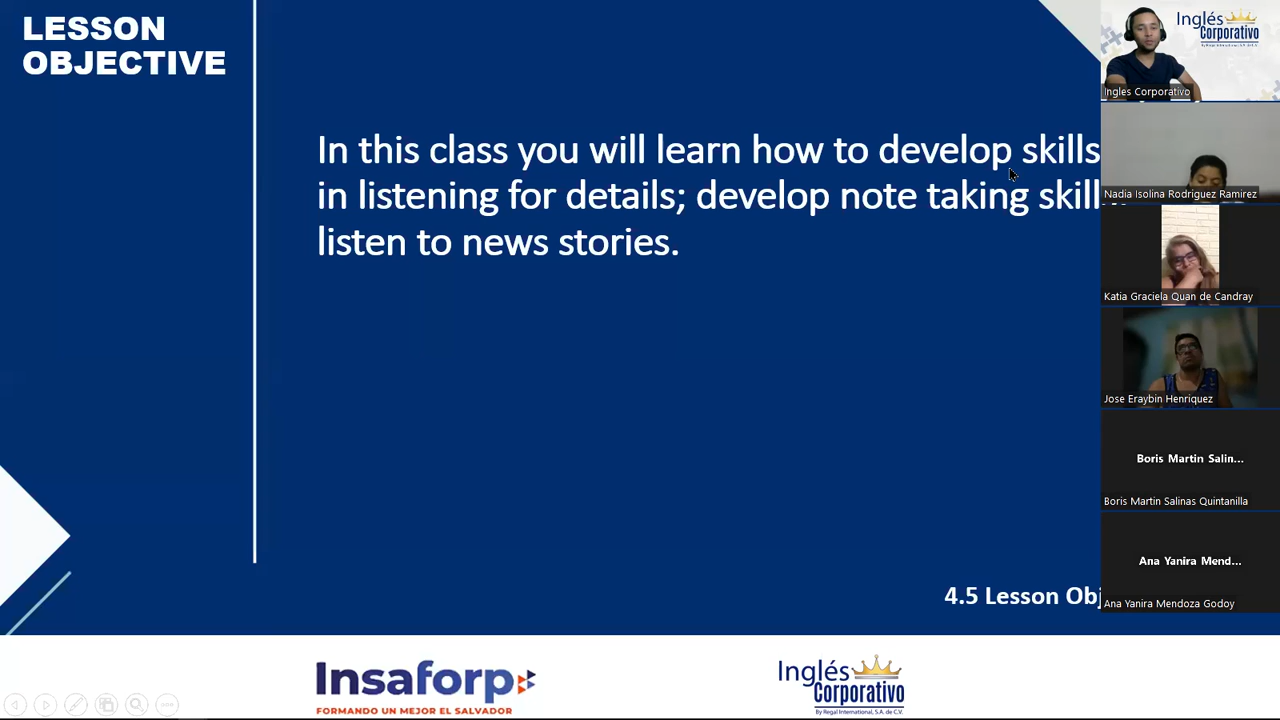 LESSON
OBJECTIVE
In this class you will learn how to develop skills
in listening for details; develop note taking
listen to news stories.
4.5 Lesson
Insaforp
FORMANDO UN MEJOR EL SALVADOR
Inglés
Corporativo
By Regal International, S.A. de C.V.
Inglés
Corporativo
Ingles Corporativo
Nadia Isolina Rodriguez Ramirez
Katia Graciela Quan de Candray
Jose Eraybin Henriquez
Boris Martin Salin...
Boris Martin Salinas Quintanilla
Ana Yanira Mend...
Ana Yanira Mendoza Godoy